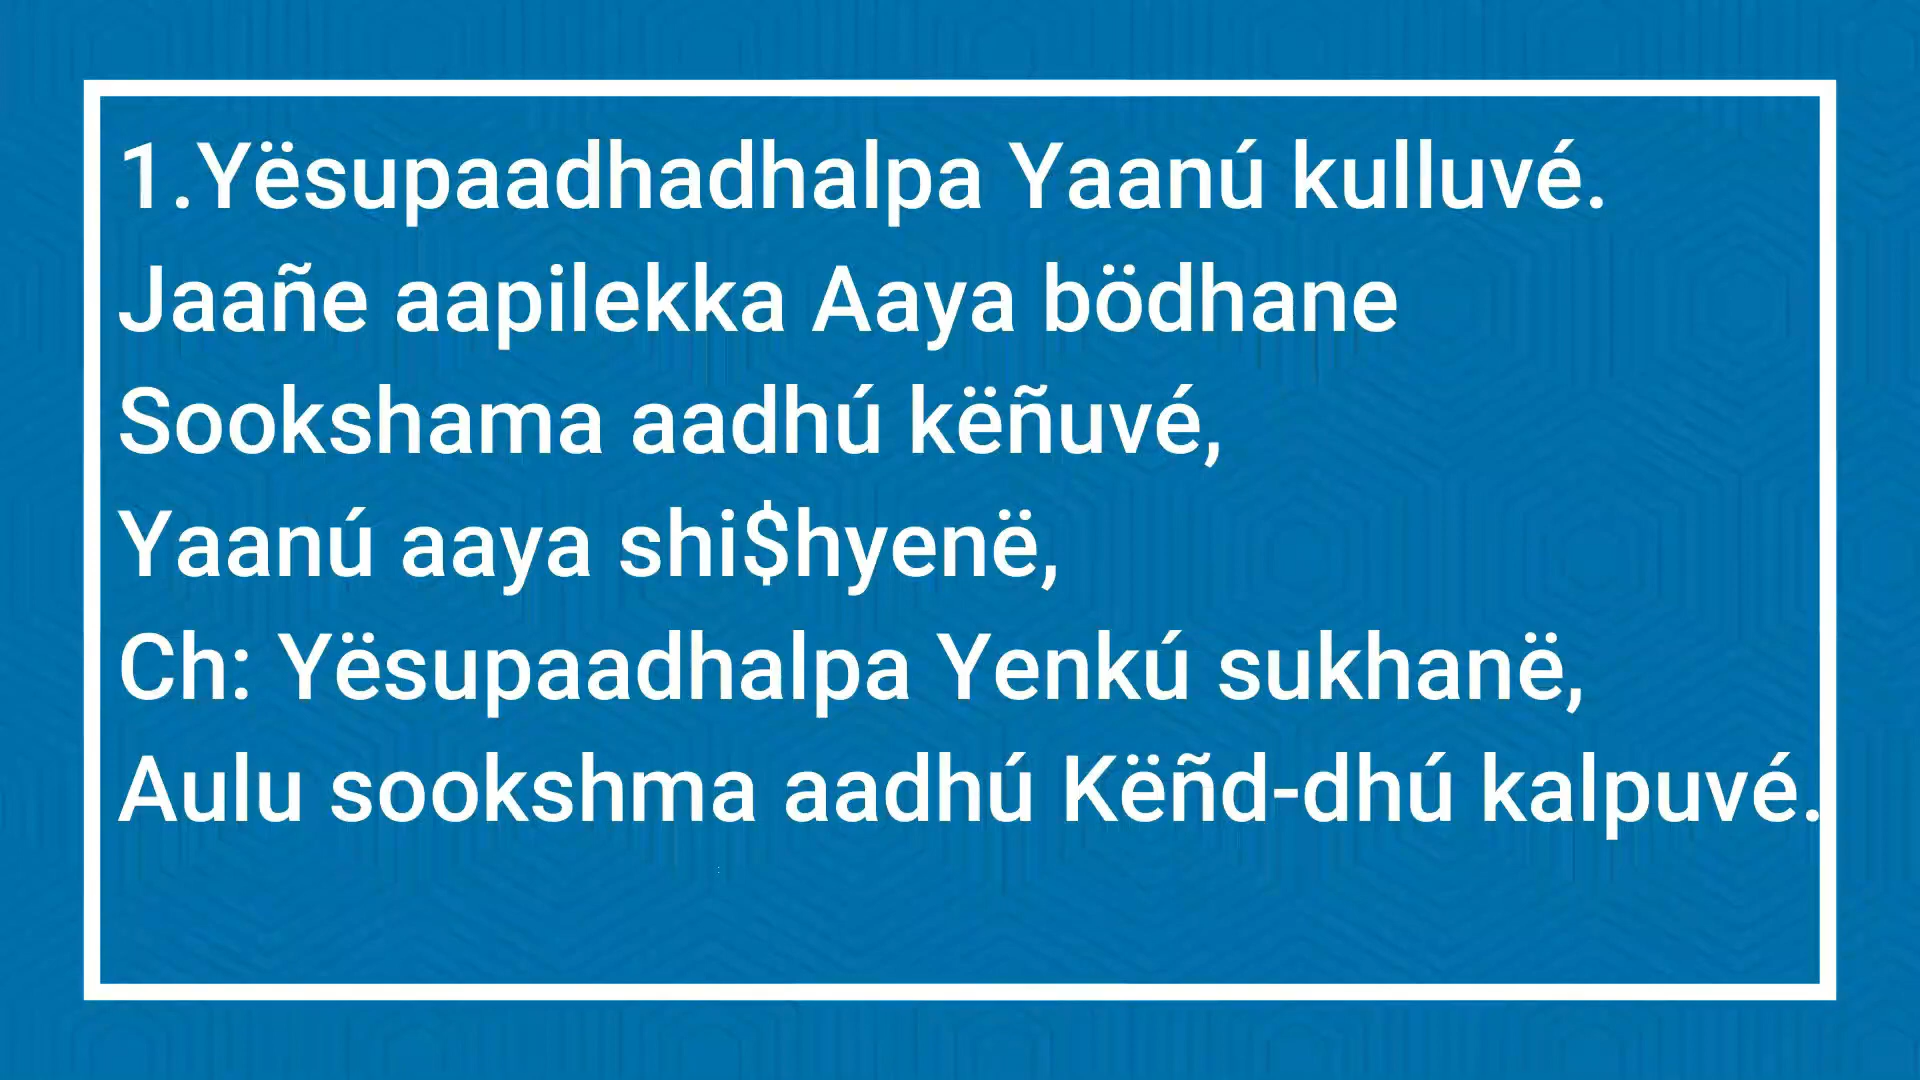 1.Yësupaadhadhalpa Yaanú kulluvé.
Jaañe aapilekka Aaya bödhane
Sookshama aadhú këñuvé,
Yaanú aaya shi$hyenë,
Ch: Yësupaadhalpa Yenkú sukhanë,
Aulu sookshma aadhú Këñd-dhú kalpuvé.